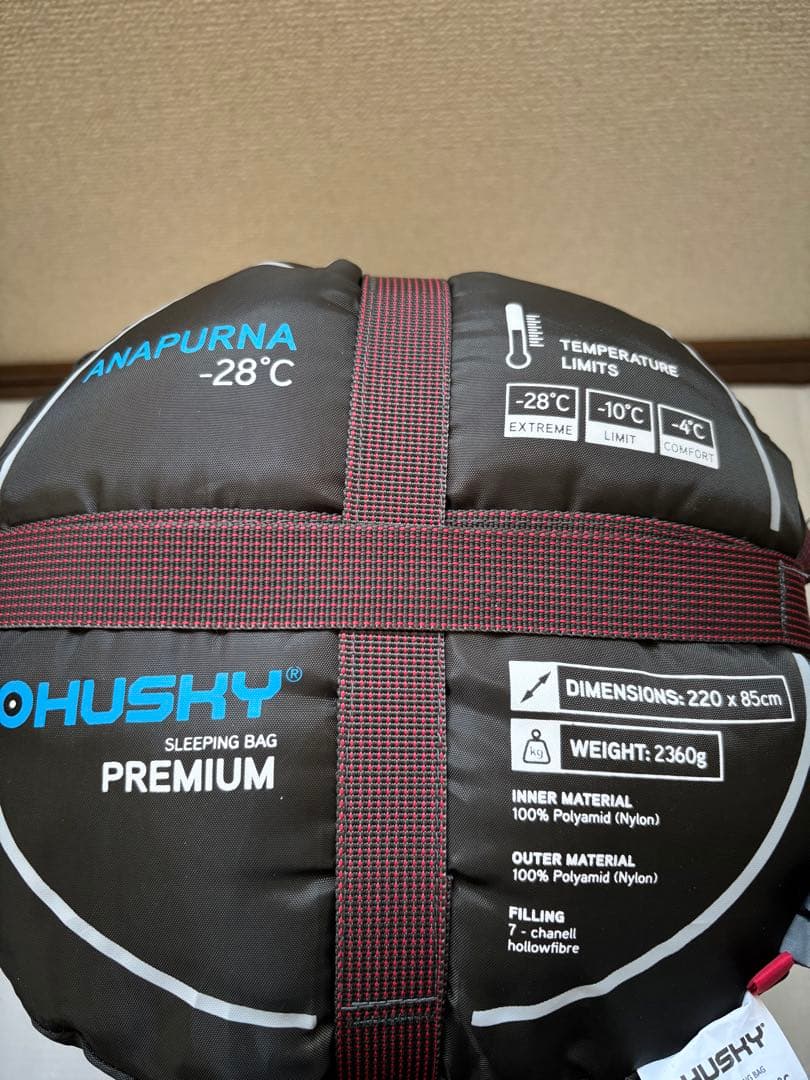 ANAPURNA
-28°C
TEMPERATURE
LIMITS
-28°C
EXTREME
-10°C
LIMIT
-4°C
COMFORT
HUSKY®
SLEEPING BAG
PREMIUM
DIMENSIONS: 220 x 85cm
kg
WEIGHT: 2360g
INNER MATERIAL
100% Polyamid (Nylon)
OUTER MATERIAL
100% Polyamid (Nylon)
FILLING
7 - chanell
hollowfibre
HUSKY
BAG